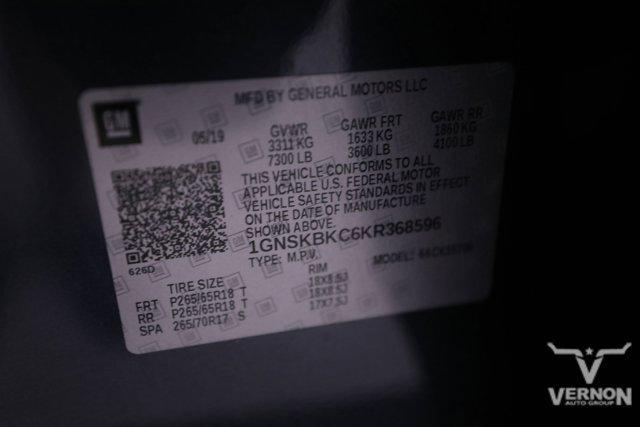 MFD BY GENERAL MOTORS LLC
GM
05/19
GVWR GAWR FRT GAWR RR
3311 KG 1633 KG 1860 KG
7300 LB 3600 LB 4100 LB
THIS VEHICLE CONFORMS TO ALL
APPLICABLE U.S. FEDERAL MOTOR
VEHICLE SAFETY STANDARDS IN EFFECT
ON THE DATE OF MANUFACTURE
SHOWN ABOVE.
1GNSKBKC6KR368596
626D
TYPE: M.P.V. MODEL:
TIRE SIZE RIM
FRT P265/65R18 T 18X8.5J
RR P265/65R18 T 18X8.5J
SPA 265/70R17 S 17X7.5J
VERNON
AUTO GROUP